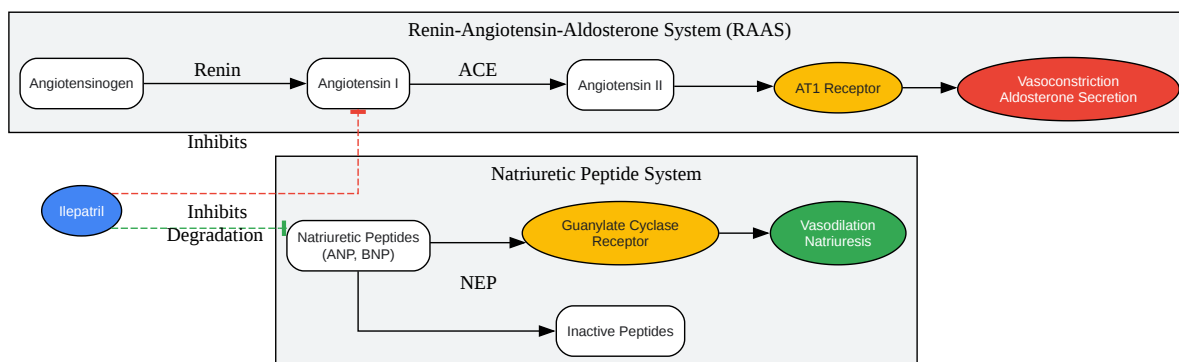 Renin-Angiotensin-Aldosterone System (RAAS)
Angiotensinogen
Renin
Angiotensin I
ACE
Angiotensin II
AT1 Receptor
Vasoconstriction
Aldosterone Secretion
Inhibits
Natriuretic Peptide System
Ilepatril
Inhibits
Degradation
Natriuretic Peptides
(ANP, BNP)
Guanylate Cyclase
Receptor
Vasodilation
Natriuresis
NEP
Inactive Peptides